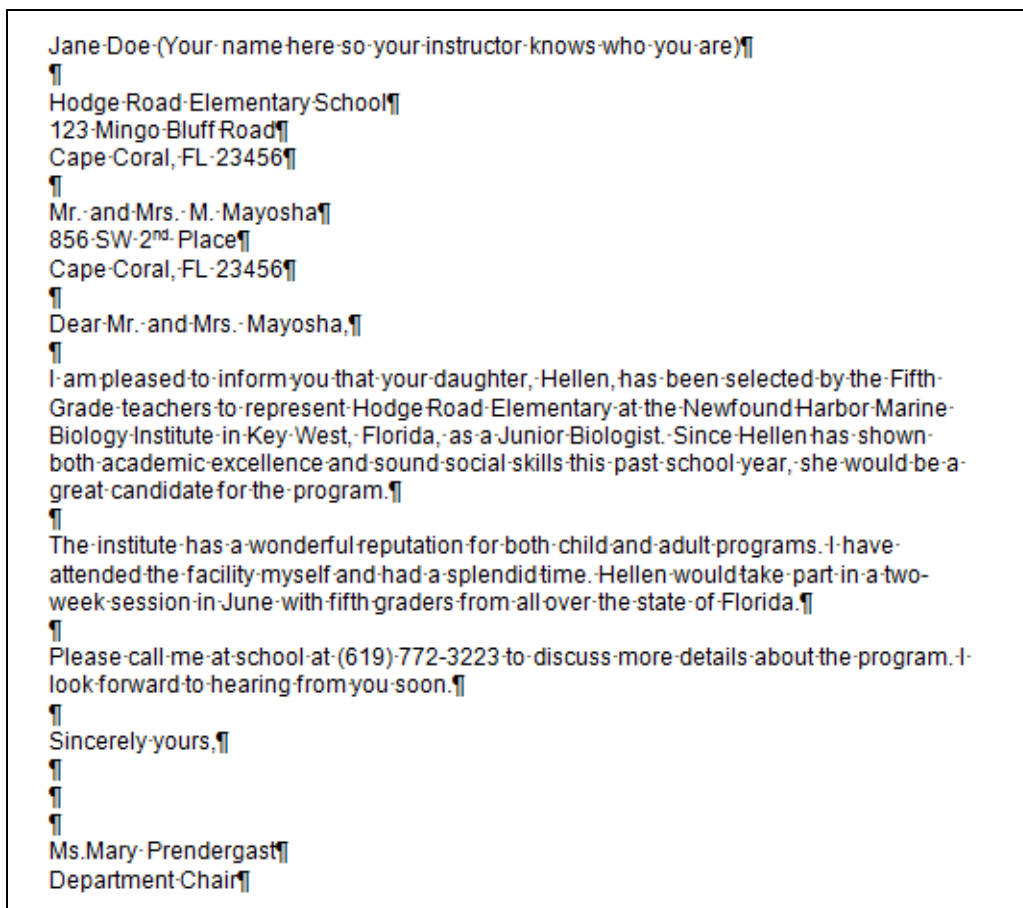 Jane Doe (Your name here so your instructor knows who you are)¶
¶
Hodge Road Elementary School¶
123 Mingo Bluff Road¶
Cape Coral, FL 23456¶
¶
Mr. and Mrs. M. Mayosha¶
856 SW 2nd Place¶
Cape Coral, FL 23456¶
¶
Dear Mr. and Mrs. Mayosha,¶
¶
I am pleased to inform you that your daughter, Hellen, has been selected by the Fifth
Grade teachers to represent Hodge Road Elementary at the Newfound Harbor Marine
Biology Institute in Key West, Florida, as a Junior Biologist. Since Hellen has shown
both academic excellence and sound social skills this past school year, she would be a
great candidate for the program.¶
¶
The institute has a wonderful reputation for both child and adult programs. I have
attended the facility myself and had a splendid time. Hellen would take part in a two-
week session in June with fifth graders from all over the state of Florida.¶
¶
Please call me at school at (619) 772-3223 to discuss more details about the program. I
look forward to hearing from you soon.¶
¶
Sincerely yours,¶
¶
¶
¶
Ms.Mary Prendergast¶
Department Chair¶